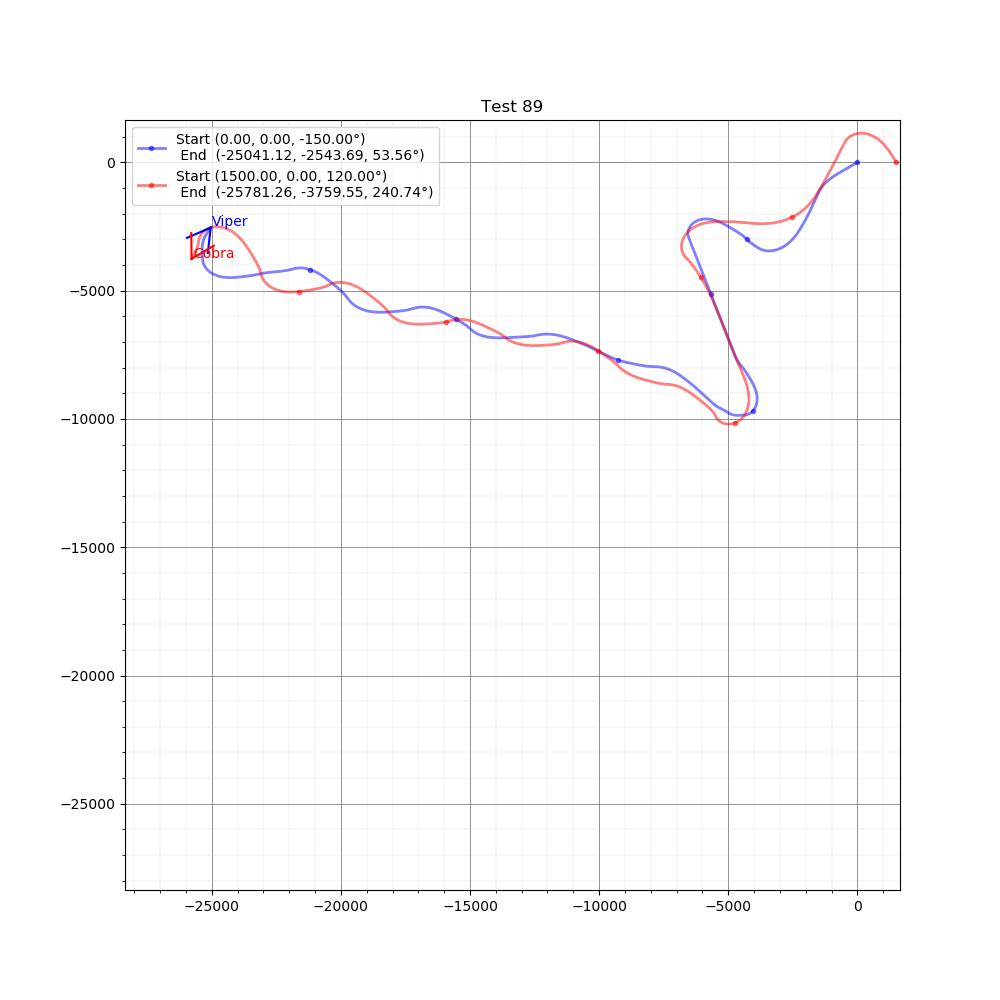 Test 89
Start (0.00, 0.00, -150.00°)
End  (-25041.12, -2543.69, 53.56°)
Start (1500.00, 0.00, 120.00°)
End  (-25781.26, -3759.55, 240.74°)
Viper
Cobra
0
−5000
−10000
−15000
−20000
−25000
−25000
−20000
−15000
−10000
−5000
0